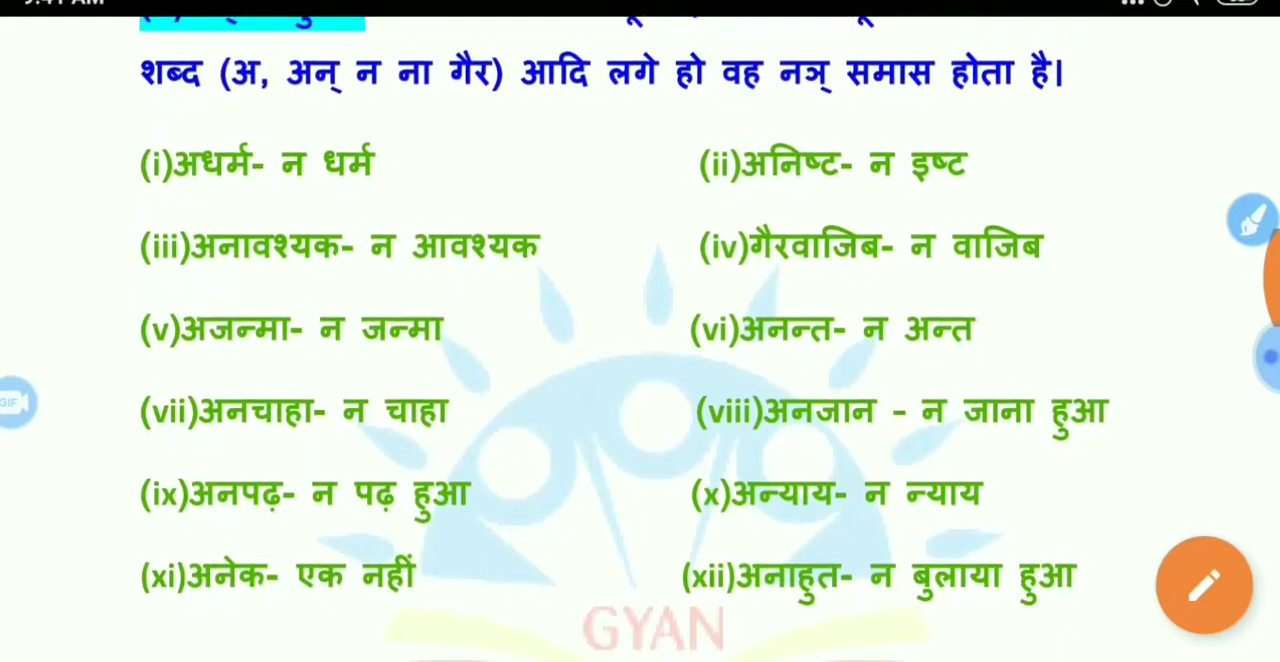 शब्द (अ, अन् न ना गैर) आदि लगे हो वह नञ् समास होता है।
(i)अधर्म- न धर्म (ii)अनिष्ट- न इष्ट
(iii)अनावश्यक- न आवश्यक (iv)गैरवाजिब- न वाजिब
(v)अजन्मा- न जन्मा (vi)अनन्त- न अन्त
(vii)अनचाहा- न चाहा (viii)अनजान - न जाना हुआ
(ix)अनपढ़- न पढ़ हुआ (x)अन्याय- न न्याय
(xi)अनेक- एक नहीं (xii)अनाहुत- न बुलाया हुआ
GIF
GYAN